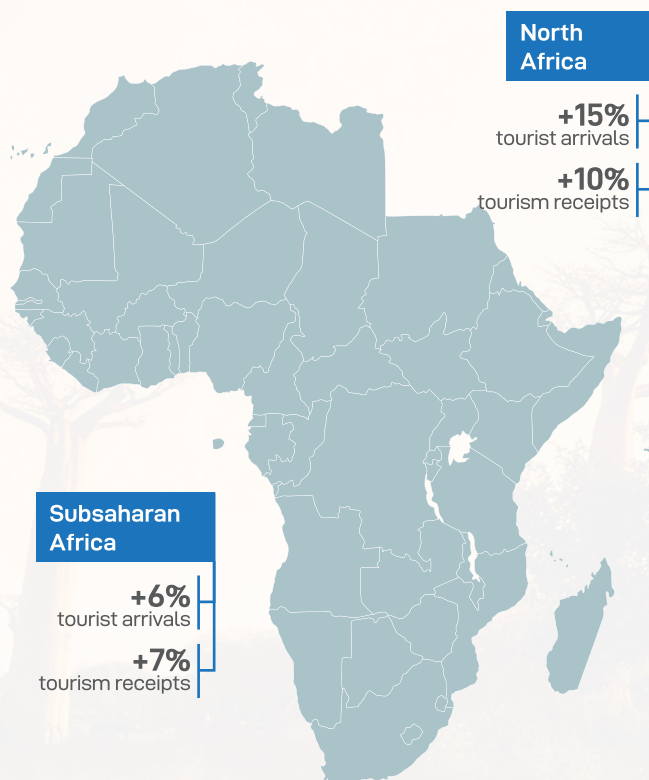 North
Africa
+15%
tourist arrivals
+10%
tourism receipts
Subsaharan
Africa
+6%
tourist arrivals
+7%
tourism receipts